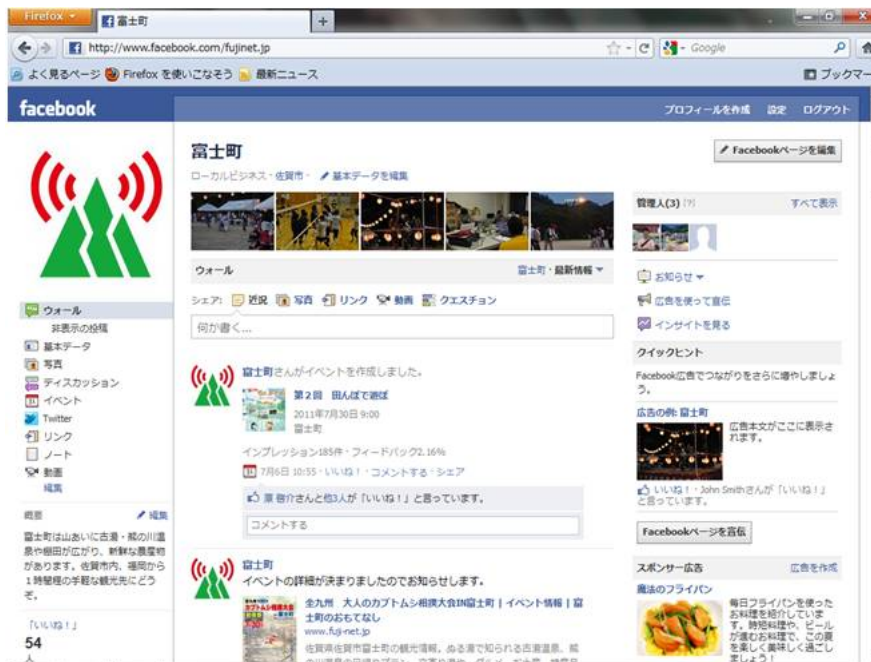 Firefox
富士町
http://www.facebook.com/fujinet.jp
Google
よく見るページ
Firefox を使いこなそう
最新ニュース
ブックマー
facebook
プロフィールを作成 設定 ログアウト
富士町
ローカルビジネス・佐賀市・ 基本データを編集
Facebookページを編集
ウォール
富士町・最新情報
シェア: 近況 写真 リンク 動画 クエスチョン
何か書く...
富士町さんがイベントを作成しました。
第2回 田んぼで遊ぼ
2011年7月30日 9:00
富士町
インプレッション185件・フィードバック2.16%
7月6日 10:55・いいね！・コメントする・シェア
さんと他3人が「いいね！」と言っています。
コメントする
富士町
イベントの詳細が決まりましたのでお知らせします。
全九州 大人のカブトムシ相撲大会IN富士町 | イベント情報 | 富
士町のおもてなし
www.fuji-net.jp
佐賀県佐賀市富士町の観光情報。ぬる湯で知られる古湯温泉、熊
ウォール
非表示の投稿
基本データ
写真
ディスカッション
イベント
Twitter
リンク
ノート
動画
編集
概要 編集
富士町は山あいに古湯・熊の川温
泉や棚田が広がり、新鮮な農産物
があります。佐賀市内、福岡から
１時間程の手軽な観光先にどう
ぞ。
「いいね！」
54
人
管理人(3) [?] すべて表示
お知らせ
広告を使って宣伝
インサイトを見る
クイックヒント
Facebook広告でつながりをさらに増やしましょ
う。
広告の例: 富士町
広告本文がここに表示さ
れます。
いいね！・John Smithさんが「いいね！」
と言っています。
Facebookページを宣伝
スポンサー広告 広告を作成
魔法のフライパン
毎日フライパンを使った
お料理を紹介していま
す。時短料理や、ビール
が進むお料理で、この夏
を楽しく美味しく過ごし
ましょう！